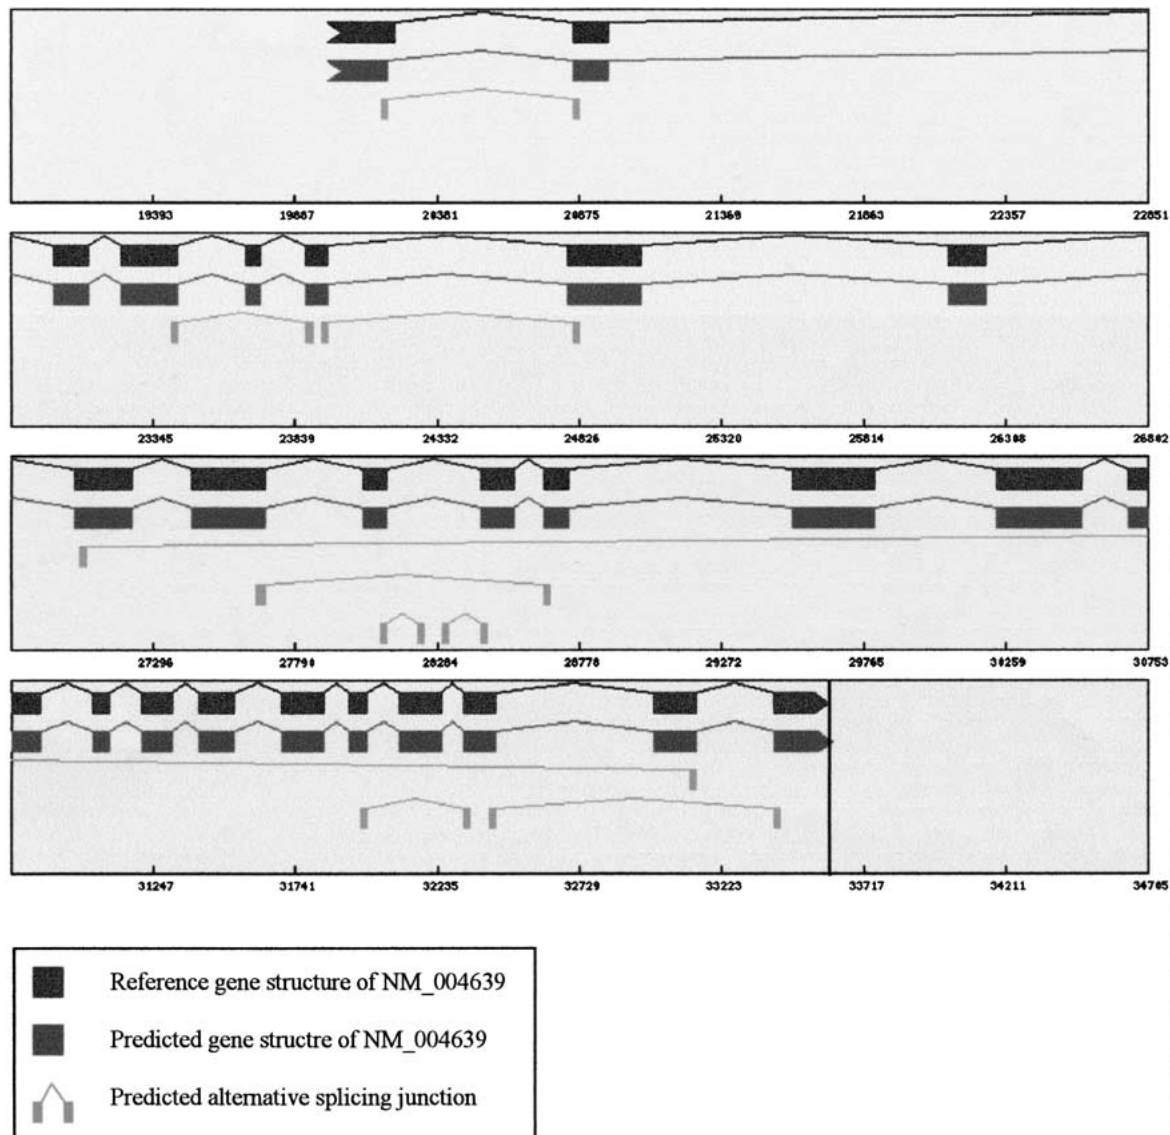 19393 19887 20381 20875 21369 21863 22357 22851
23345 23839 24332 24826 25320 25814 26308 26802
27296 27790 28284 28778 29272 29765 30259 30753
31247 31741 32235 32729 33223 33717 34211 34705
Reference gene structure of NM_004639
Predicted gene structre of NM_004639
Predicted alternative splicing junction